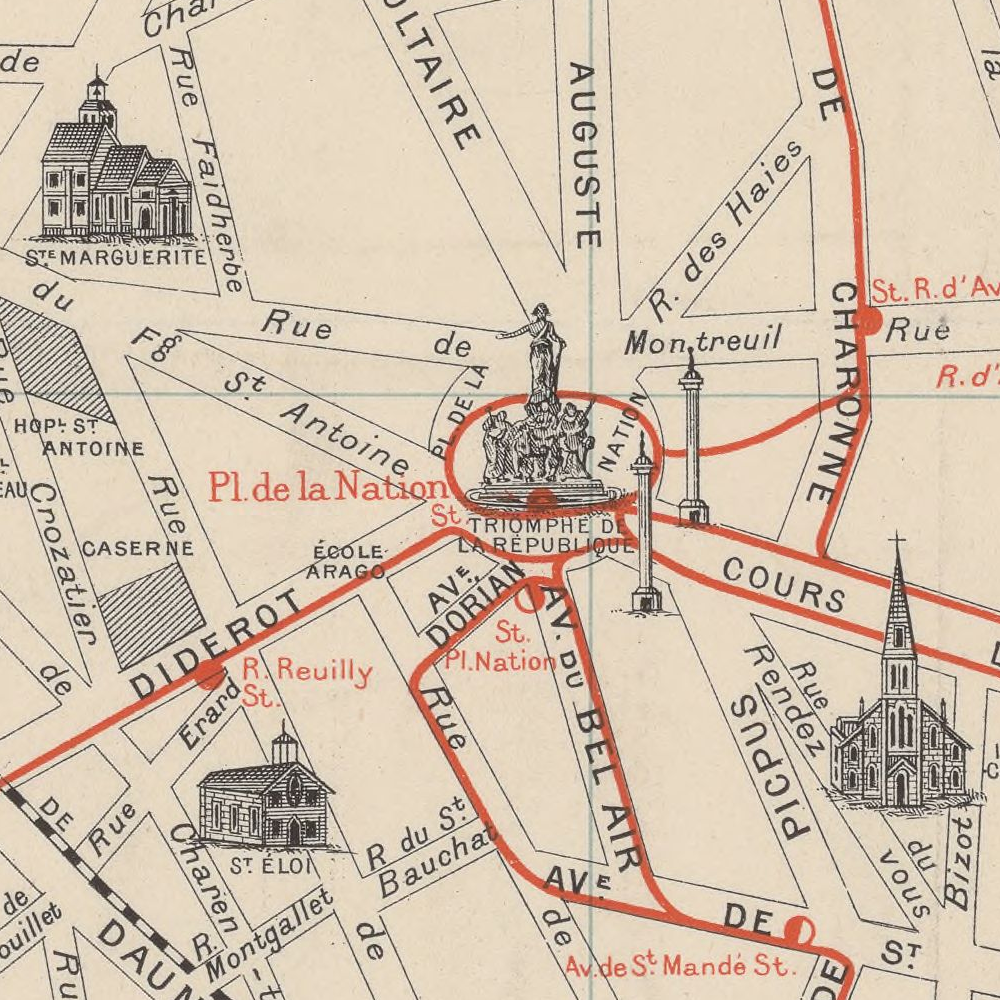 de
Rue Faidherbe
OLTAIRE
AUGUSTE
DE
CHARONNE
R. des Haies
STE MARGUERITE
du
Fg
St. Antoine
Rue de
Montreuil
St. R. d'Av
Rue
R. d'
PL. DE LA
NATION
HOPL ST
ANTOINE
EAU
Crozatier
Rue
CASERNE
Pl. de la Nation
St.
TRIOMPHE DE
LA RÉPUBLIQUE
ÉCOLE
ARAGO
AVE.
DORIAN
COURS
DIDEROT
St.
Pl. Nation
R. Reuilly
St.
Erard
de
AV. DU BEL AIR
Rue
PICPUS
Rue
Rendez
du
vous
Bizot
DE
Rue
ST ÉLOI
R du St
Bauchat
R.
Montgallet
de
ouillet
DAUM
Ru
de
de
AVE
DE
ST.
Av. de St. Mandé St.
DE